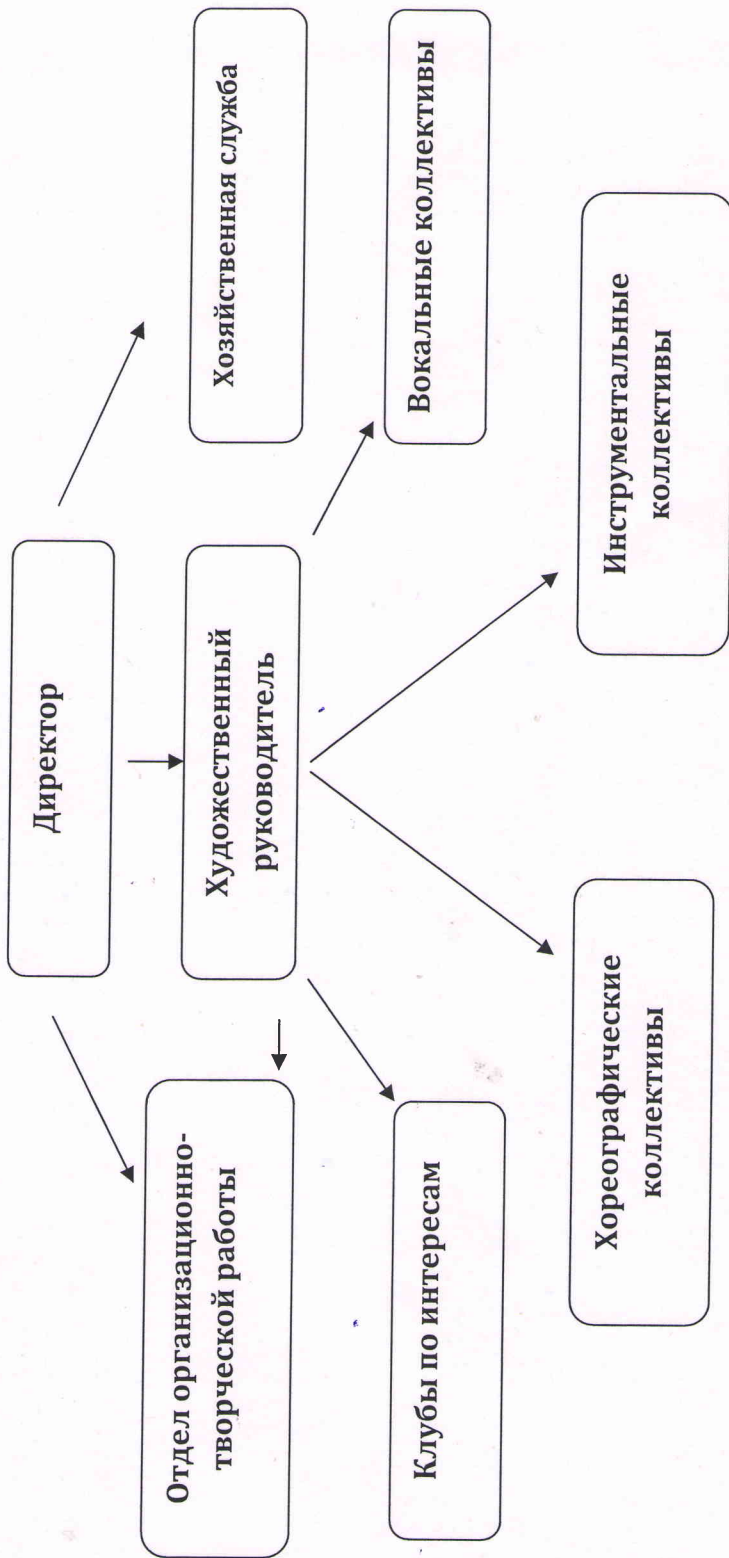 Директор
Хозяйственная служба
Художественный
руководитель
Отдел организационно-
творческой работы
Вокальные коллективы
Клубы по интересам
Инструментальные
коллективы
Хореографические
коллективы